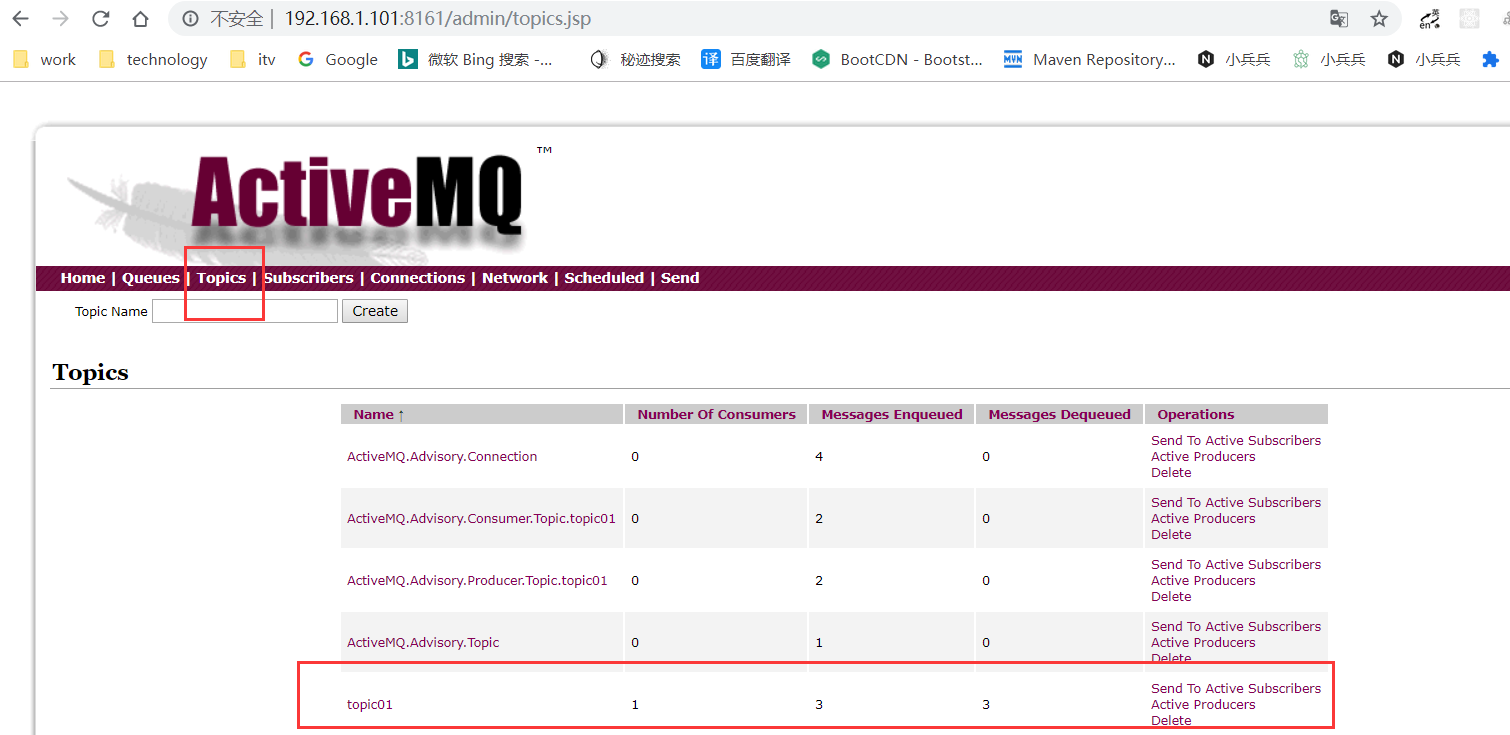 不安全 | 192.168.1.101:8161/admin/topics.jsp
work technology itv Google 微软 Bing 搜索 -... 秘迹搜索 译 百度翻译 BootCDN - Bootst... MVN Maven Repository... N 小兵兵 小兵兵 N 小兵兵
ActiveMQ ™
Home | Queues | Topics | Subscribers | Connections | Network | Scheduled | Send
Topic Name Create
Topics
Name ↑ Number Of Consumers Messages Enqueued Messages Dequeued Operations
ActiveMQ.Advisory.Connection 0 4 0 Send To Active Subscribers
Active Producers
Delete
ActiveMQ.Advisory.Consumer.Topic.topic01 0 2 0 Send To Active Subscribers
Active Producers
Delete
ActiveMQ.Advisory.Producer.Topic.topic01 0 2 0 Send To Active Subscribers
Active Producers
Delete
ActiveMQ.Advisory.Topic 0 1 0 Send To Active Subscribers
Active Producers
Delete
topic01 1 3 3 Send To Active Subscribers
Active Producers
Delete